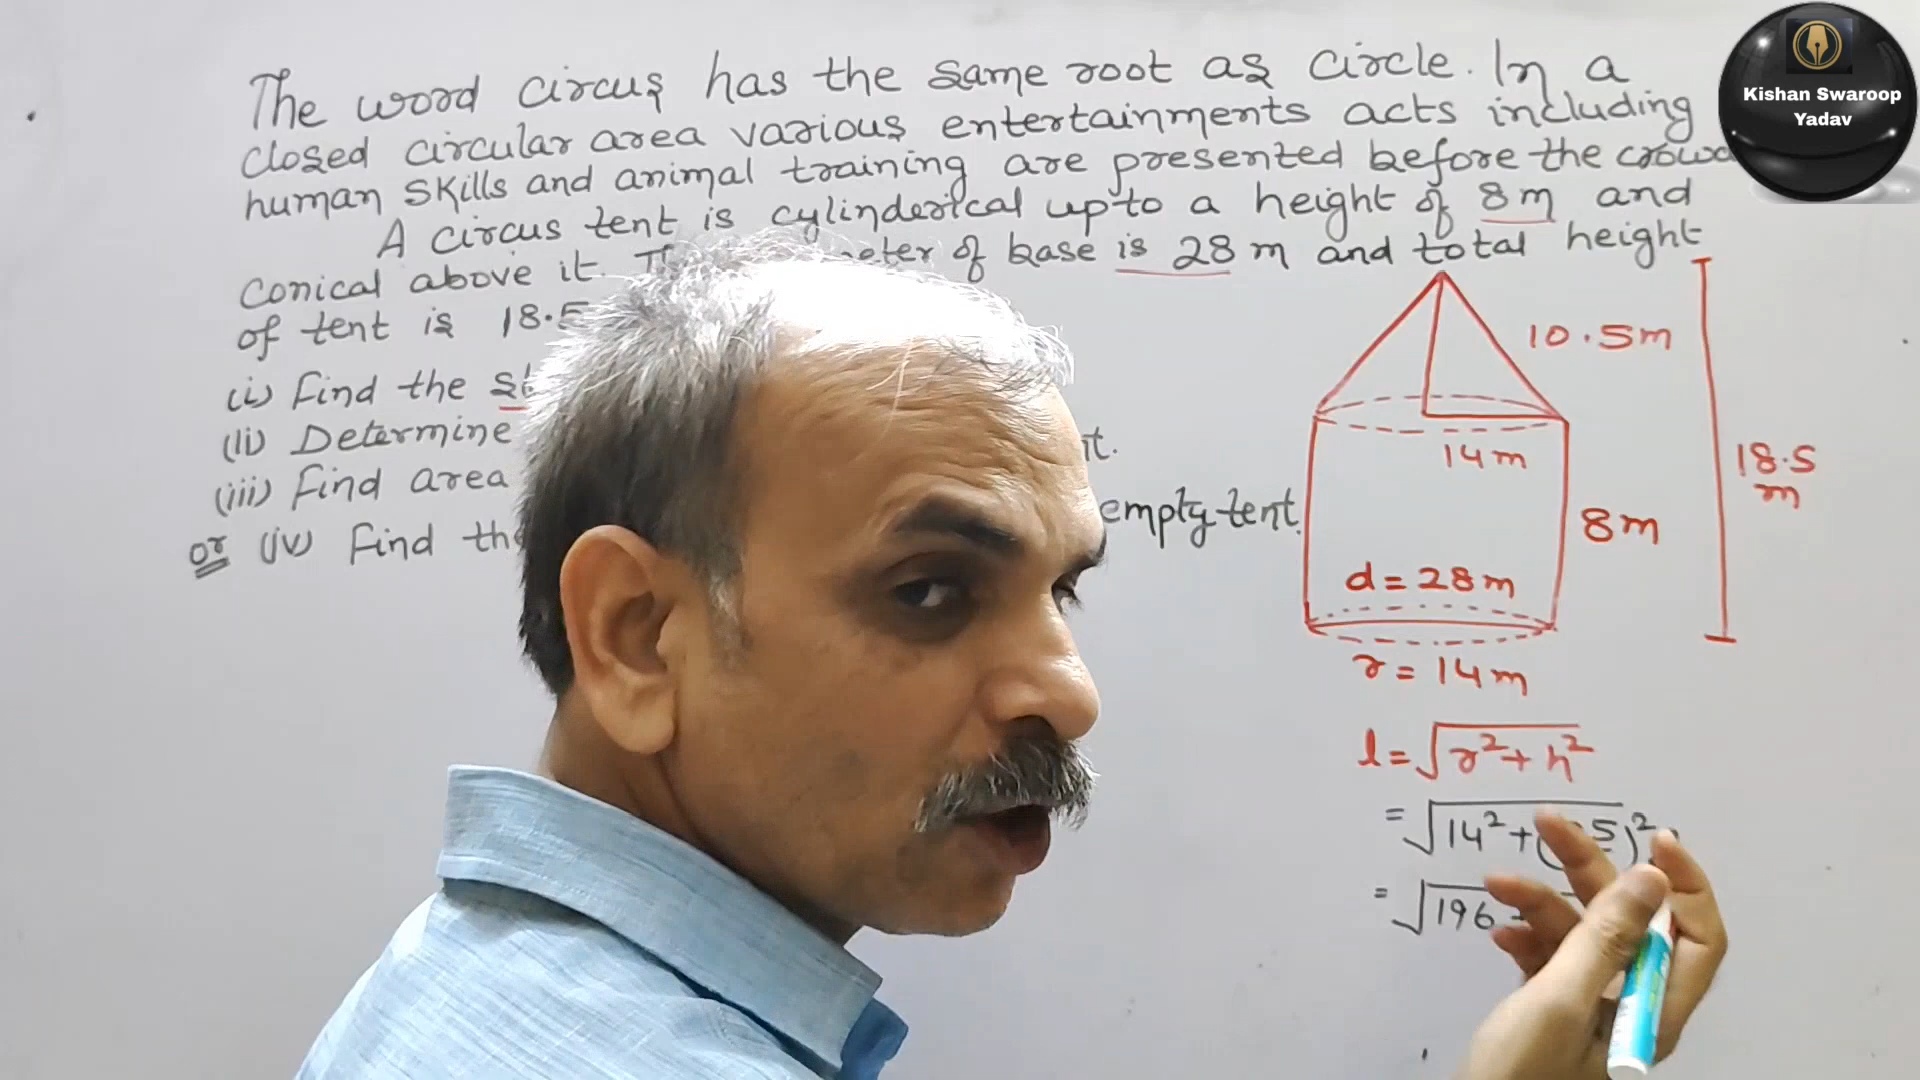 The word circus has the same root as circle. In a
closed circular area various entertainments acts including
human skills and animal training are presented before the crowd
A circus tent is cylinderical upto a height of 8m and
conical above it. of base is 28 m and total height
of tent is 18.5
(i) Find the
(ii) Determine
(iii) Find area empty tent.
or (iv) Find the
10.5m
14m
18.5
m
8m
d = 28m
r = 14m
l = √r²+h²
= √14²+( )²
= √196
Kishan Swaroop
Yadav